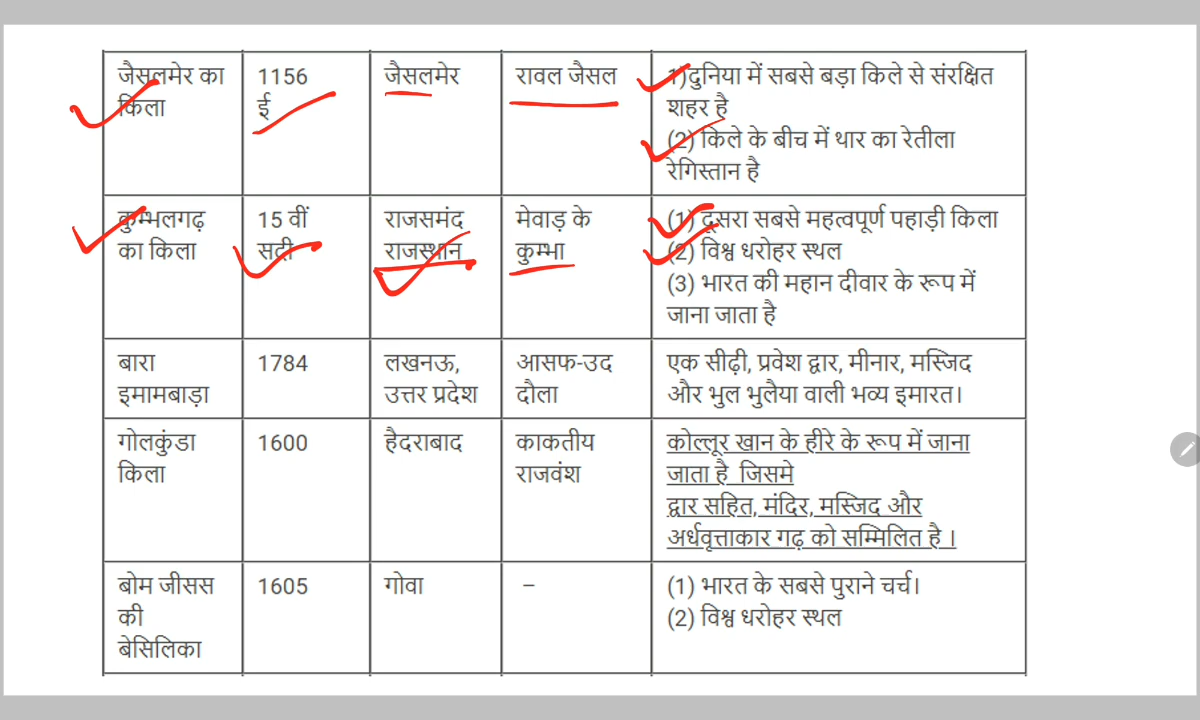 जैसलमेर का
किला
1156
ई
जैसलमेर
रावल जैसल
1)दुनिया में सबसे बड़ा किले से संरक्षित
शहर है
(2) किले के बीच में थार का रेतीला
रेगिस्तान है
कुम्भलगढ़
का किला
15 वीं
सदी
राजसमंद
राजस्थान
मेवाड़ के
कुम्भा
(1) दूसरा सबसे महत्वपूर्ण पहाड़ी किला
(2) विश्व धरोहर स्थल
(3) भारत की महान दीवार के रूप में
जाना जाता है
बारा
इमामबाड़ा
1784
लखनऊ,
उत्तर प्रदेश
आसफ-उद
दौला
एक सीढ़ी, प्रवेश द्वार, मीनार, मस्जिद
और भुल भुलैया वाली भव्य इमारत।
गोलकुंडा
किला
1600
हैदराबाद
काकतीय
राजवंश
कोल्लूर खान के हीरे के रूप में जाना
जाता है जिसमे
द्वार सहित, मंदिर, मस्जिद और
अर्धवृत्ताकार गढ़ को सम्मिलित है ।
बोम जीसस
की
बेसिलिका
1605
गोवा
–
(1) भारत के सबसे पुराने चर्च।
(2) विश्व धरोहर स्थल